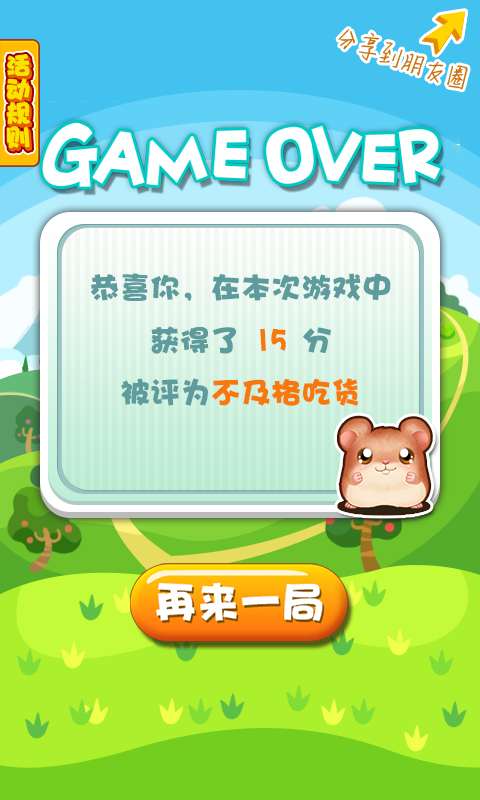 分享到朋友圈
活动规则
GAME OVER
恭喜你，在本次游戏中
获得了 15 分
被评为不及格吃货
再来一局